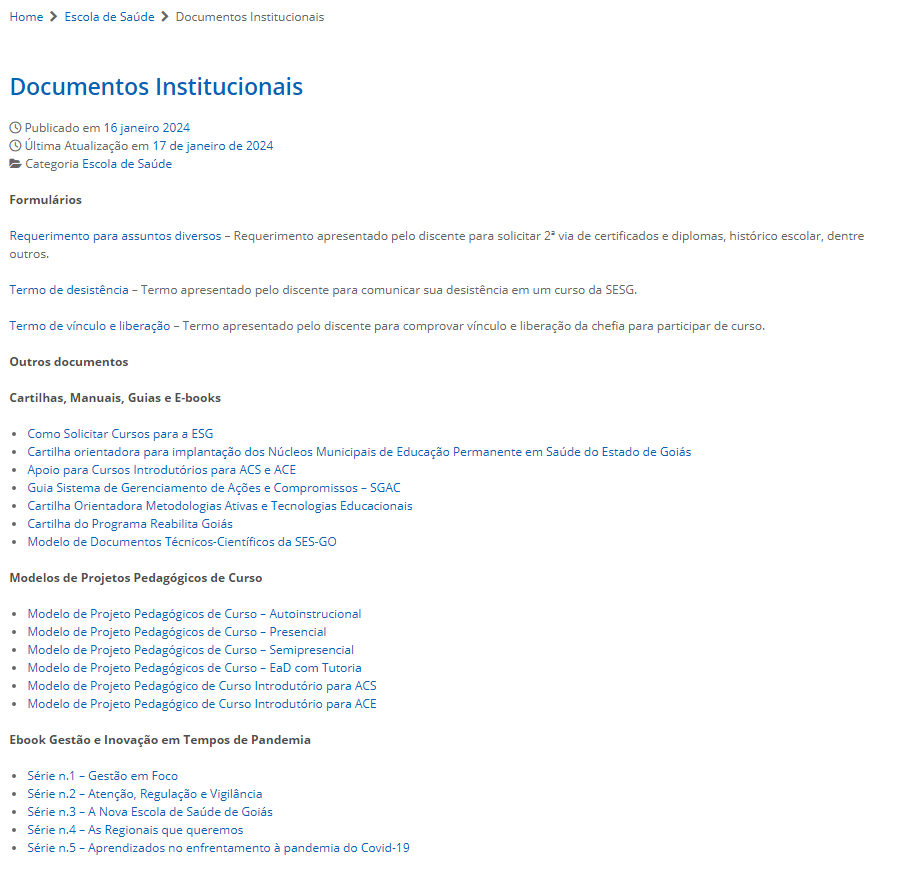 Home > Escola de Saúde > Documentos Institucionais
Documentos Institucionais
Publicado em 16 janeiro 2024
Última Atualização em 17 de janeiro de 2024
Categoria Escola de Saúde
Formulários
Requerimento para assuntos diversos – Requerimento apresentado pelo discente para solicitar 2ª via de certificados e diplomas, histórico escolar, dentre
outros.
Termo de desistência – Termo apresentado pelo discente para comunicar sua desistência em um curso da SESG.
Termo de vínculo e liberação – Termo apresentado pelo discente para comprovar vínculo e liberação da chefia para participar de curso.
Outros documentos
Cartilhas, Manuais, Guias e E-books
• Como Solicitar Cursos para a ESG
• Cartilha orientadora para implantação dos Núcleos Municipais de Educação Permanente em Saúde do Estado de Goiás
• Apoio para Cursos Introdutórios para ACS e ACE
• Guia Sistema de Gerenciamento de Ações e Compromissos – SGAC
• Cartilha Orientadora Metodologias Ativas e Tecnologias Educacionais
• Cartilha do Programa Reabilita Goiás
• Modelo de Documentos Técnicos-Científicos da SES-GO
Modelos de Projetos Pedagógicos de Curso
• Modelo de Projeto Pedagógicos de Curso – Autoinstrucional
• Modelo de Projeto Pedagógicos de Curso – Presencial
• Modelo de Projeto Pedagógicos de Curso – Semipresencial
• Modelo de Projeto Pedagógicos de Curso – EaD com Tutoria
• Modelo de Projeto Pedagógico de Curso Introdutório para ACS
• Modelo de Projeto Pedagógico de Curso Introdutório para ACE
Ebook Gestão e Inovação em Tempos de Pandemia
• Série n.1 – Gestão em Foco
• Série n.2 – Atenção, Regulação e Vigilância
• Série n.3 – A Nova Escola de Saúde de Goiás
• Série n.4 – As Regionais que queremos
• Série n.5 – Aprendizados no enfrentamento à pandemia do Covid-19